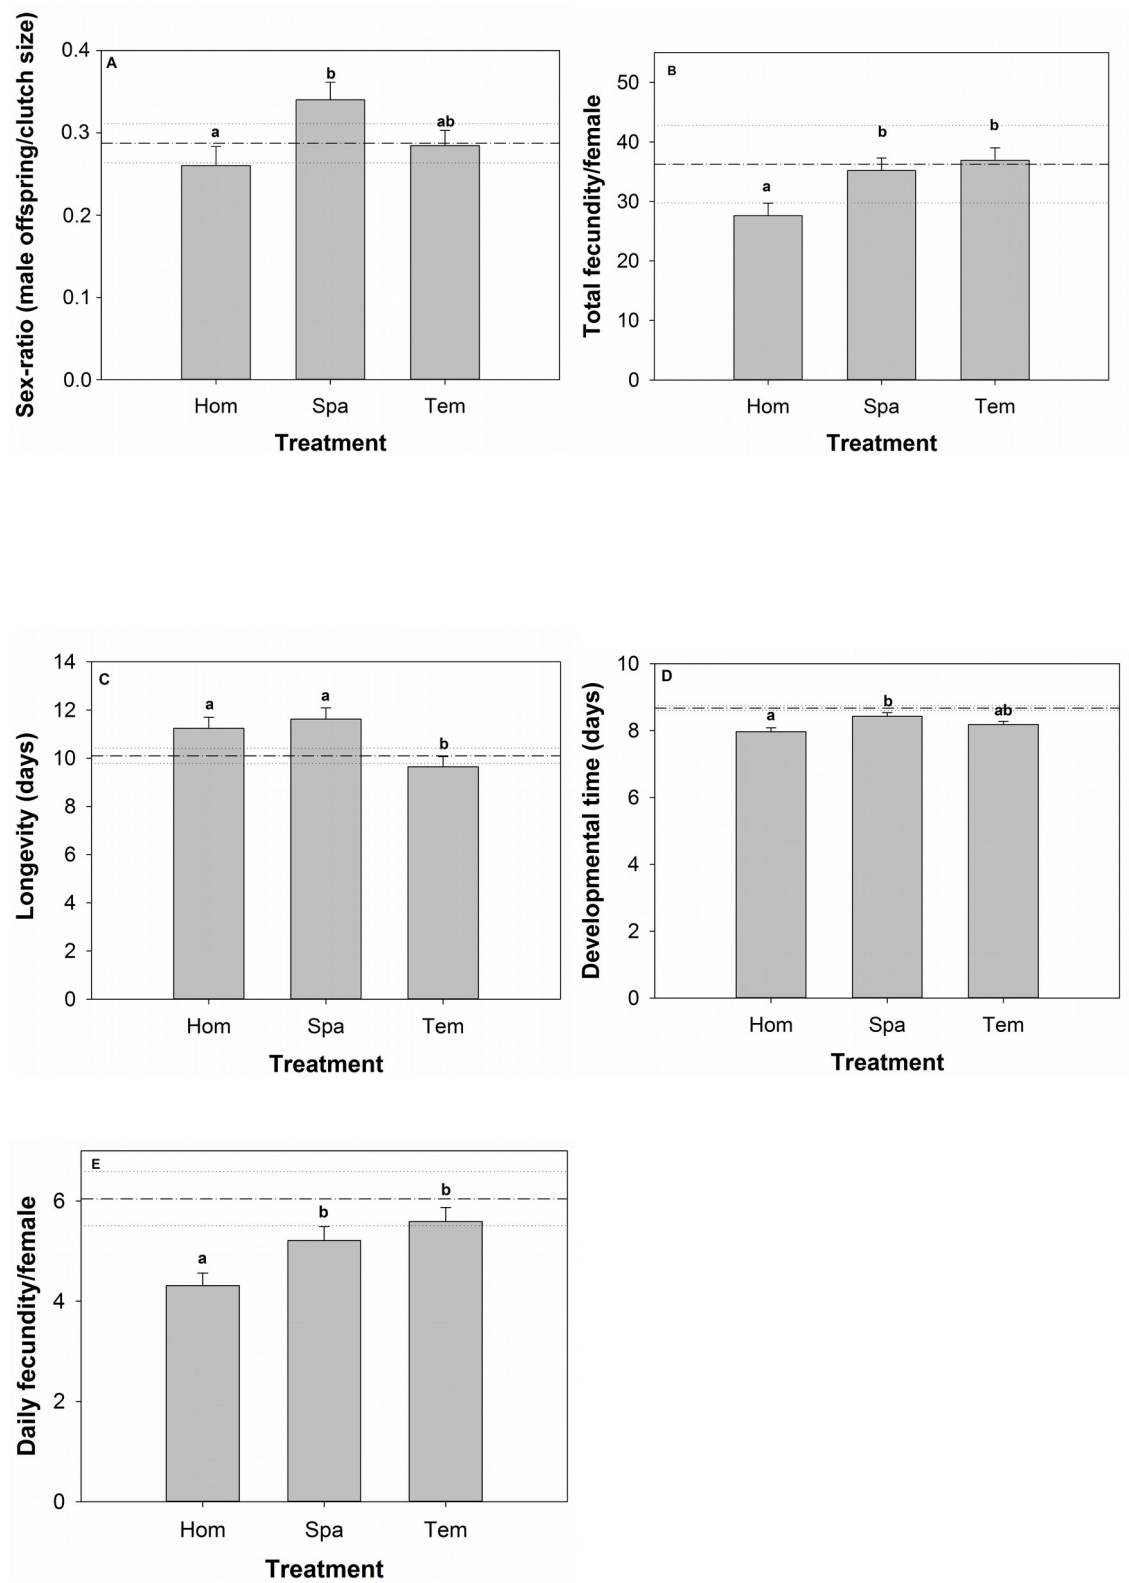 A
Sex-ratio (male offspring/clutch size)
0.4
0.3
0.2
0.1
0.0
a
b
ab
Hom Spa Tem
Treatment
B
Total fecundity/female
50
40
30
20
10
0
a
b
b
Hom Spa Tem
Treatment
C
Longevity (days)
14
12
10
8
6
4
2
0
a
a
b
Hom Spa Tem
Treatment
D
Developmental time (days)
10
8
6
4
2
0
a
b
ab
Hom Spa Tem
Treatment
E
Daily fecundity/female
6
4
2
0
a
b
b
Hom Spa Tem
Treatment